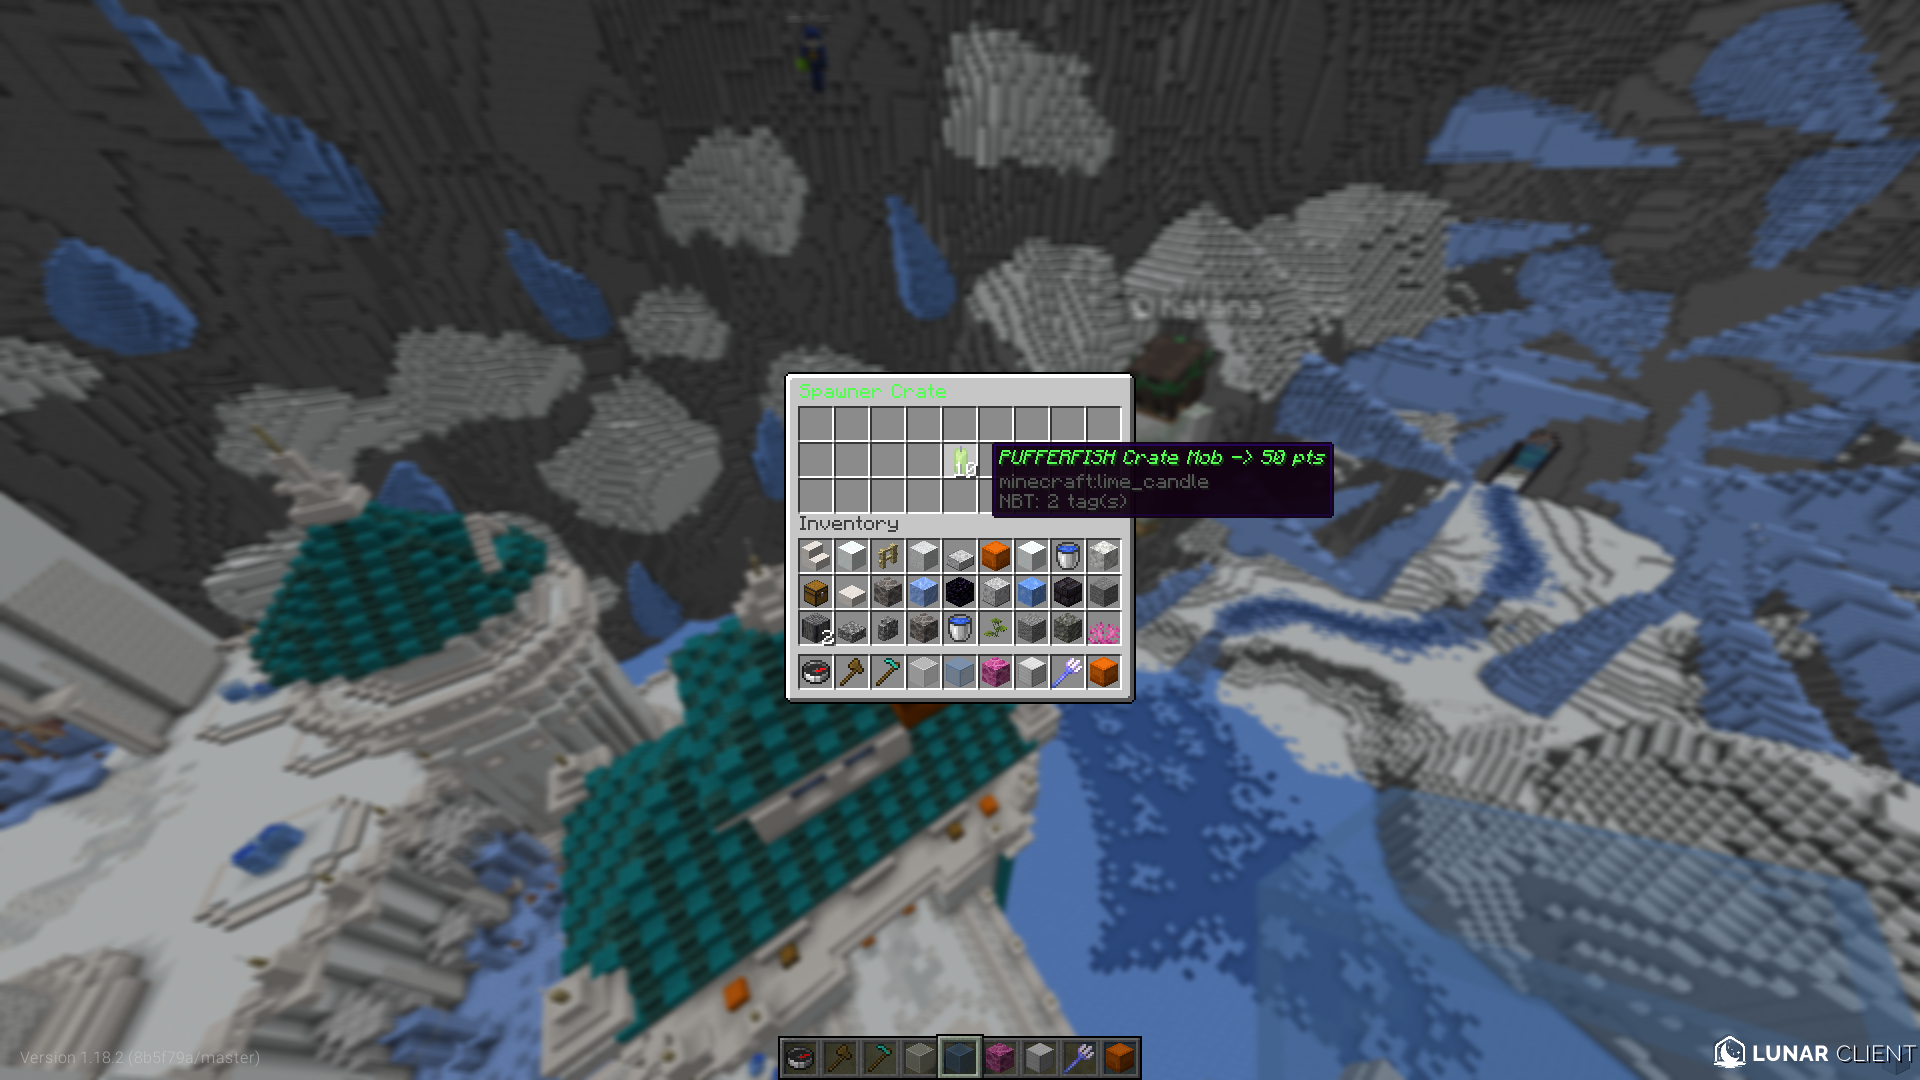 Katana
Spawner Crate
10
PUFFERFISH Crate Mob -> 50 pts
minecraft:lime_candle
NBT: 2 tag(s)
Inventory
2
Version 1.18.2 (8b5f79a/master)
LUNAR CLIENT